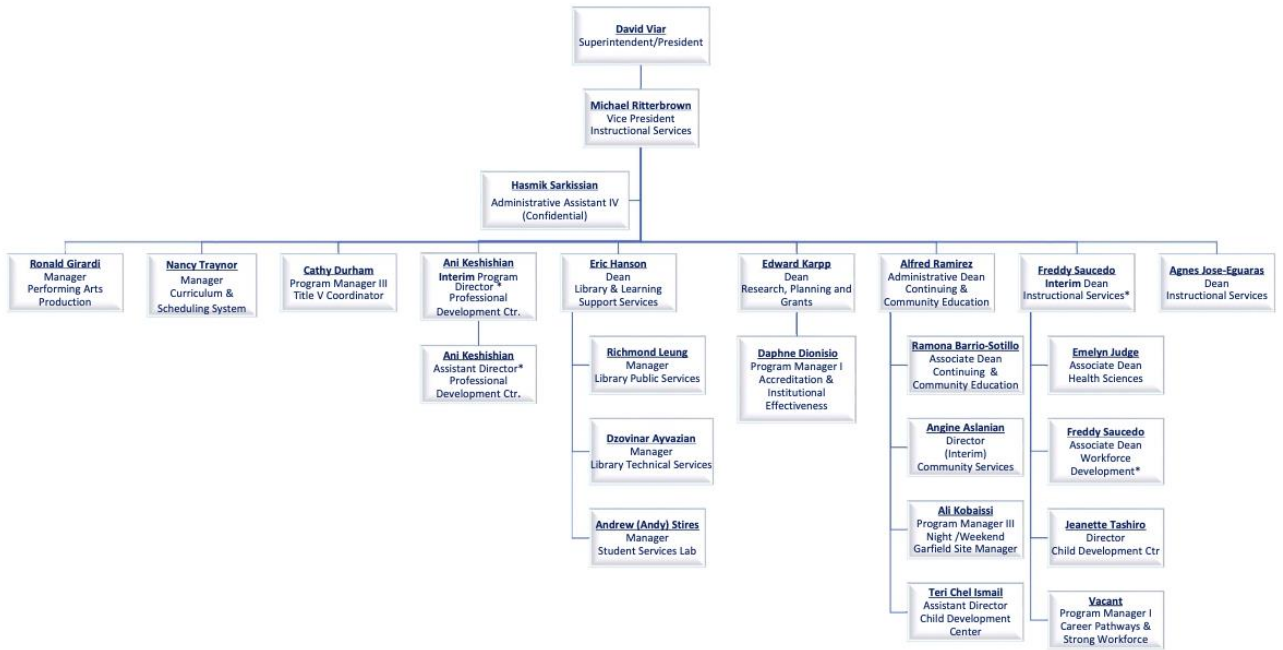 David Viar
Superintendent/President
Michael Ritterbrown
Vice President
Instructional Services
Hasmik Sarkissian
Administrative Assistant IV
(Confidential)
Ronald Girardi
Manager
Performing Arts
Production
Nancy Traynor
Manager
Curriculum &
Scheduling System
Cathy Durham
Program Manager III
Title V Coordinator
Ani Keshishian
Interim Program
Director*
Professional
Development Ctr.
Ani Keshishian
Assistant Director*
Professional
Development Ctr.
Eric Hanson
Dean
Library & Learning
Support Services
Richmond Leung
Manager
Library Public Services
Dzovinar Ayvazian
Manager
Library Technical Services
Andrew (Andy) Stires
Manager
Student Services Lab
Edward Karpp
Dean
Research, Planning and
Grants
Daphne Dionisio
Program Manager I
Accreditation &
Institutional
Effectiveness
Alfred Ramirez
Administrative Dean
Continuing &
Community Education
Ramona Barrio-Sotillo
Associate Dean
Continuing &
Community Education
Angine Aslanian
Director
(Interim)
Community Services
Ali Kobaissi
Program Manager III
Night /Weekend
Garfield Site Manager
Teri Chel Ismail
Assistant Director
Child Development
Center
Freddy Saucedo
Interim Dean
Instructional Services*
Emelyn Judge
Associate Dean
Health Sciences
Freddy Saucedo
Associate Dean
Workforce
Development*
Jeanette Tashiro
Director
Child Development Ctr
Vacant
Program Manager I
Career Pathways &
Strong Workforce
Agnes Jose-Eguaras
Dean
Instructional Services